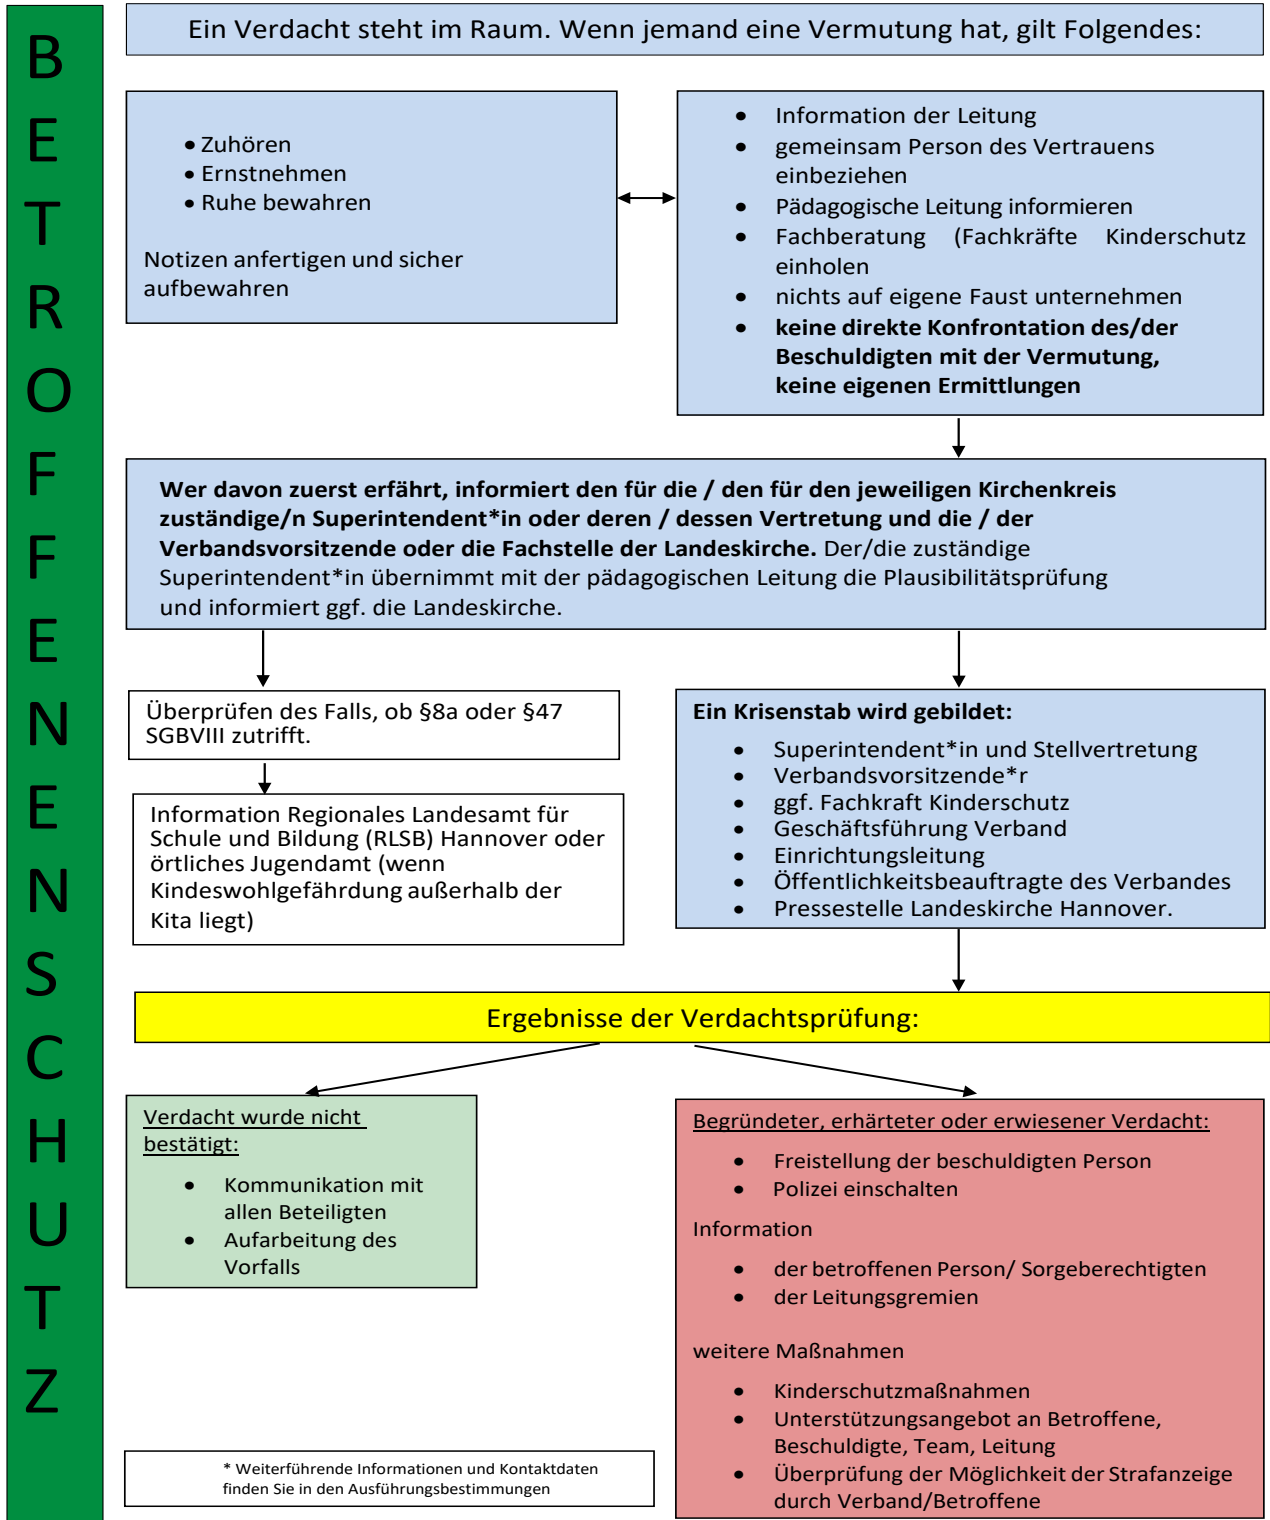 BETROFFENENSCHUTZ
Ein Verdacht steht im Raum. Wenn jemand eine Vermutung hat, gilt Folgendes:
• Zuhören
• Ernstnehmen
• Ruhe bewahren
Notizen anfertigen und sicher
aufbewahren
• Information der Leitung
• gemeinsam Person des Vertrauens
einbeziehen
• Pädagogische Leitung informieren
• Fachberatung (Fachkräfte Kinderschutz
einholen
• nichts auf eigene Faust unternehmen
• keine direkte Konfrontation des/der
Beschuldigten mit der Vermutung,
keine eigenen Ermittlungen
Wer davon zuerst erfährt, informiert den für die / den für den jeweiligen Kirchenkreis
zuständige/n Superintendent*in oder deren / dessen Vertretung und die / der
Verbandsvorsitzende oder die Fachstelle der Landeskirche. Der/die zuständige
Superintendent*in übernimmt mit der pädagogischen Leitung die Plausibilitätsprüfung
und informiert ggf. die Landeskirche.
Überprüfen des Falls, ob §8a oder §47
SGBVIII zutrifft.
Information Regionales Landesamt für
Schule und Bildung (RLSB) Hannover oder
örtliches Jugendamt (wenn
Kindeswohlgefährdung außerhalb der
Kita liegt)
Ein Krisenstab wird gebildet:
• Superintendent*in und Stellvertretung
• Verbandsvorsitzende*r
• ggf. Fachkraft Kinderschutz
• Geschäftsführung Verband
• Einrichtungsleitung
• Öffentlichkeitsbeauftragte des Verbandes
• Pressestelle Landeskirche Hannover.
Ergebnisse der Verdachtsprüfung:
Verdacht wurde nicht
bestätigt:
• Kommunikation mit
allen Beteiligten
• Aufarbeitung des
Vorfalls
Begründeter, erhärteter oder erwiesener Verdacht:
• Freistellung der beschuldigten Person
• Polizei einschalten
Information
• der betroffenen Person/ Sorgeberechtigten
• der Leitungsgremien
weitere Maßnahmen
• Kinderschutzmaßnahmen
• Unterstützungsangebot an Betroffene,
Beschuldigte, Team, Leitung
• Überprüfung der Möglichkeit der Strafanzeige
durch Verband/Betroffene
* Weiterführende Informationen und Kontaktdaten
finden Sie in den Ausführungsbestimmungen